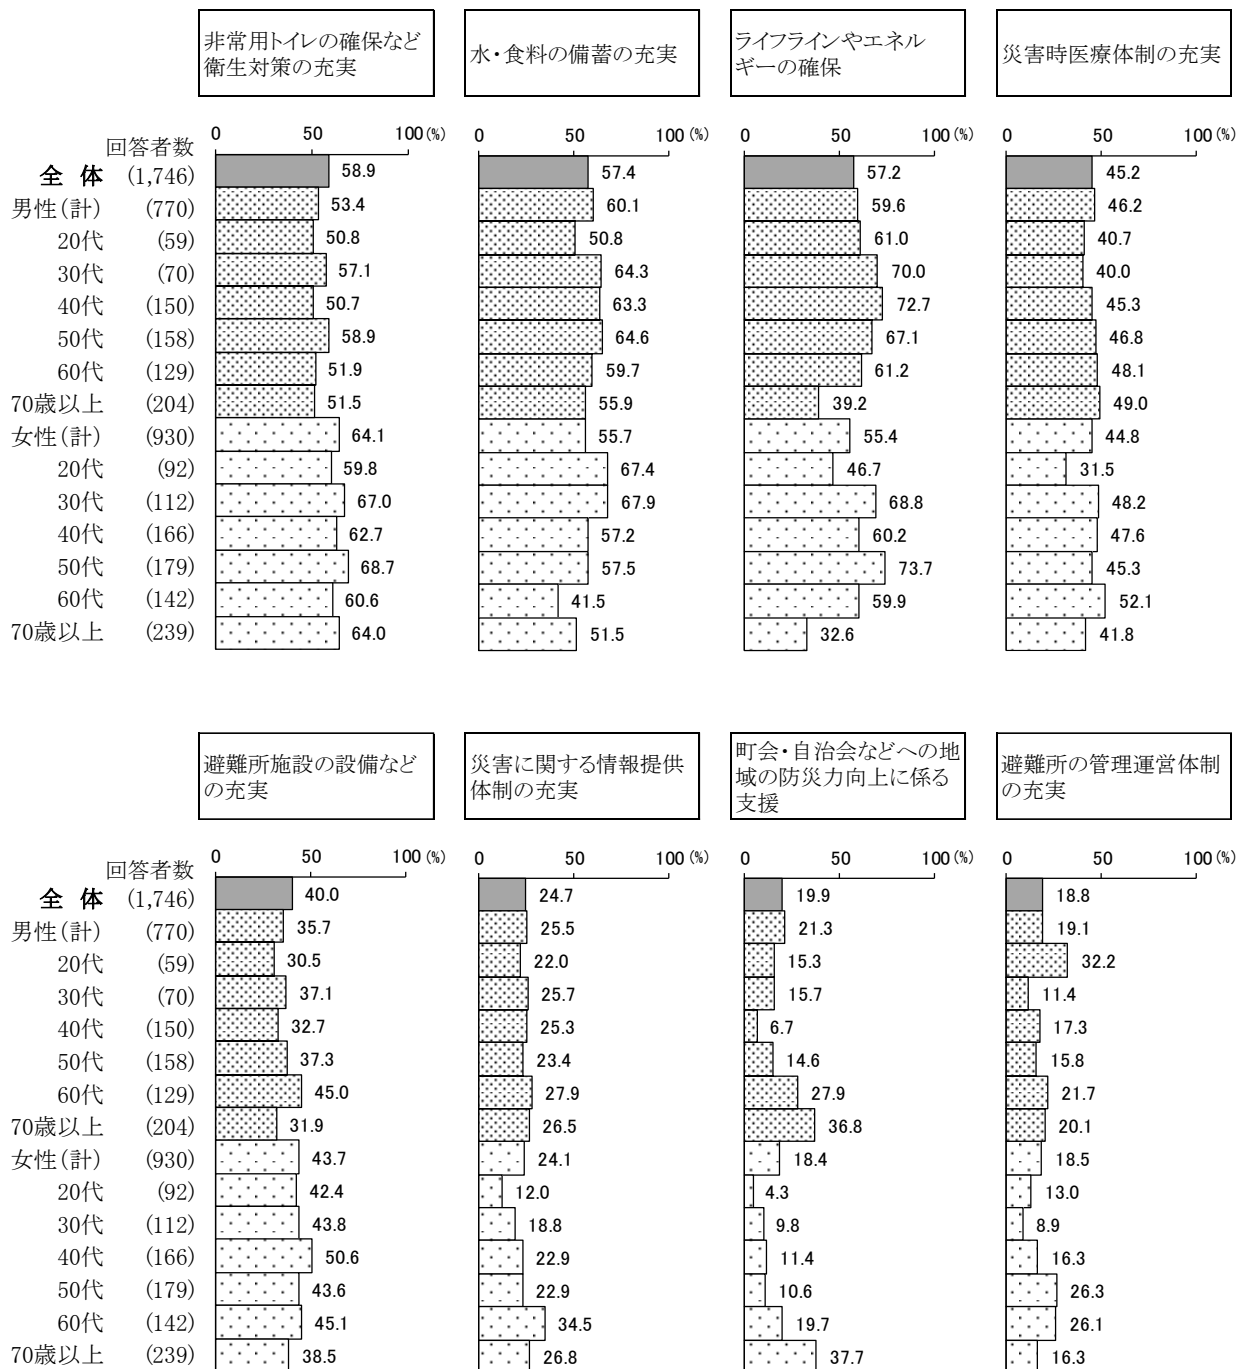 非常用トイレの確保など
衛生対策の充実
水・食料の備蓄の充実
ライフラインやエネル
ギーの確保
災害時医療体制の充実
回答者数 0 50 100(%) 0 50 100(%) 0 50 100(%) 0 50 100(%)
全 体 (1,746) 58.9 57.4 57.2 45.2
男性(計) (770) 53.4 60.1 59.6 46.2
20代 (59) 50.8 50.8 61.0 40.7
30代 (70) 57.1 64.3 70.0 40.0
40代 (150) 50.7 63.3 72.7 45.3
50代 (158) 58.9 64.6 67.1 46.8
60代 (129) 51.9 59.7 61.2 48.1
70歳以上 (204) 51.5 55.9 39.2 49.0
女性(計) (930) 64.1 55.7 55.4 44.8
20代 (92) 59.8 67.4 46.7 31.5
30代 (112) 67.0 67.9 68.8 48.2
40代 (166) 62.7 57.2 60.2 47.6
50代 (179) 68.7 57.5 73.7 45.3
60代 (142) 60.6 41.5 59.9 52.1
70歳以上 (239) 64.0 51.5 32.6 41.8
避難所施設の設備など
の充実
災害に関する情報提供
体制の充実
町会・自治会などへの地
域の防災力向上に係る
支援
避難所の管理運営体制
の充実
回答者数 0 50 100(%) 0 50 100(%) 0 50 100(%) 0 50 100(%)
全 体 (1,746) 40.0 24.7 19.9 18.8
男性(計) (770) 35.7 25.5 21.3 19.1
20代 (59) 30.5 22.0 15.3 32.2
30代 (70) 37.1 25.7 15.7 11.4
40代 (150) 32.7 25.3 6.7 17.3
50代 (158) 37.3 23.4 14.6 15.8
60代 (129) 45.0 27.9 27.9 21.7
70歳以上 (204) 31.9 26.5 36.8 20.1
女性(計) (930) 43.7 24.1 18.4 18.5
20代 (92) 42.4 12.0 4.3 13.0
30代 (112) 43.8 18.8 9.8 8.9
40代 (166) 50.6 22.9 11.4 16.3
50代 (179) 43.6 22.9 10.6 26.3
60代 (142) 45.1 34.5 19.7 26.1
70歳以上 (239) 38.5 26.8 37.7 16.3